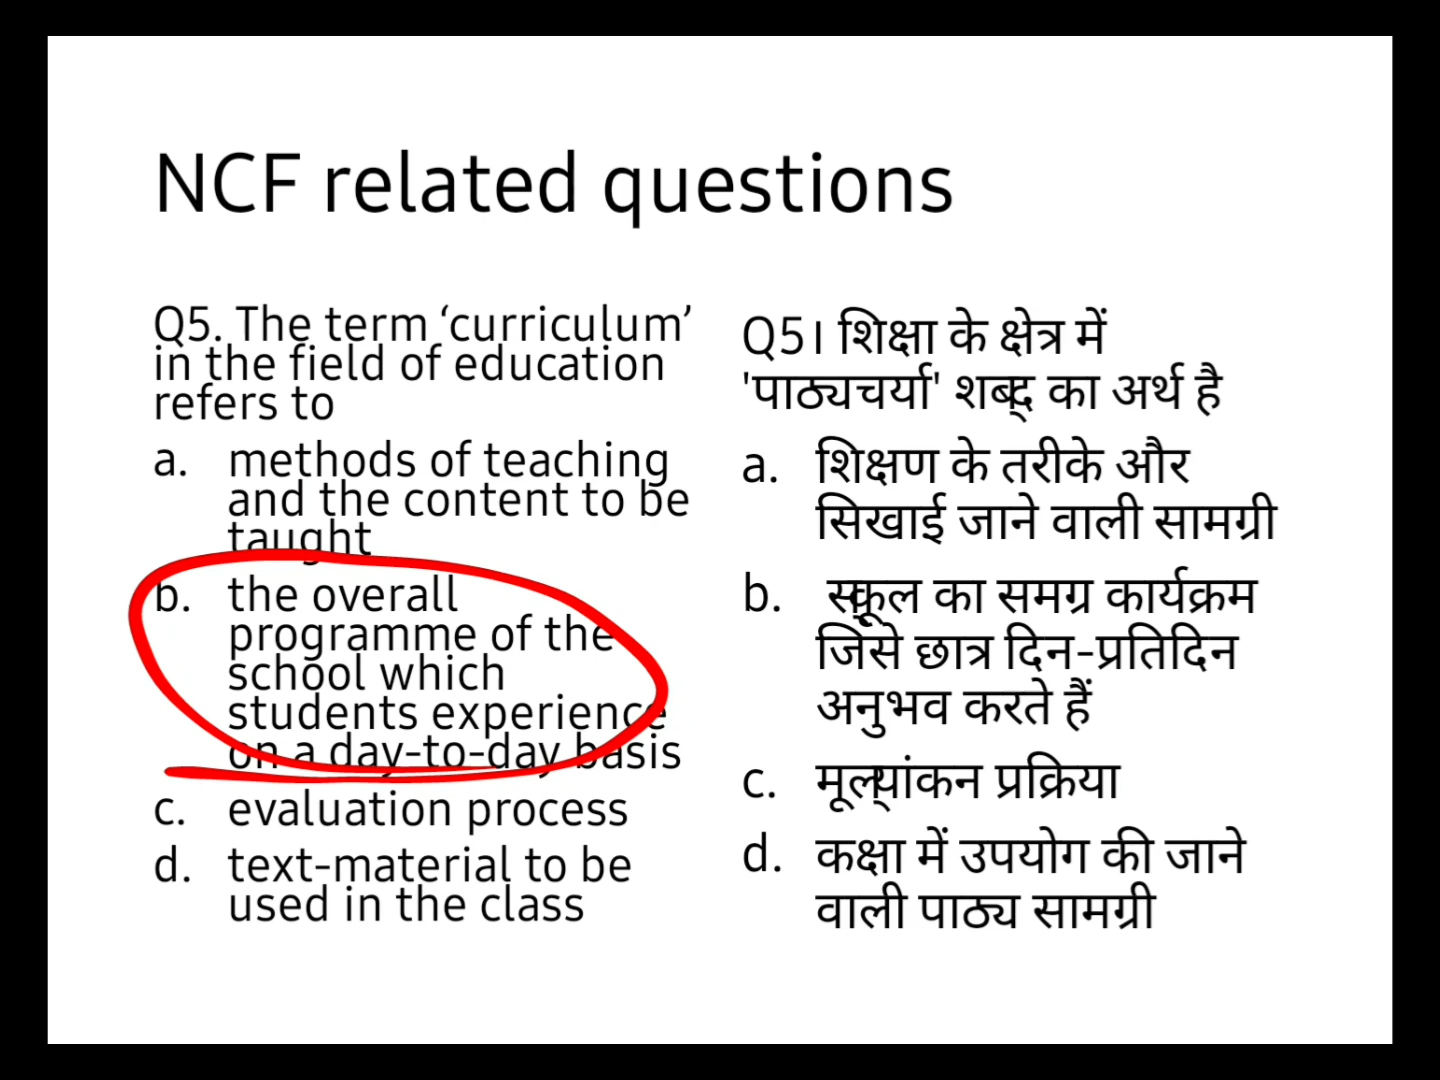 NCF related questions
Q5. The term ‘curriculum’
in the field of education
refers to
a. methods of teaching
and the content to be
taught
b. the overall
programme of the
school which
students experience
on a day-to-day basis
c. evaluation process
d. text-material to be
used in the class
Q5। शिक्षा के क्षेत्र में
'पाठ्यचर्या' शब्द का अर्थ है
a. शिक्षण के तरीके और
सिखाई जाने वाली सामग्री
b. स्कूल का समग्र कार्यक्रम
जिसे छात्र दिन-प्रतिदिन
अनुभव करते हैं
c. मूल्यांकन प्रक्रिया
d. कक्षा में उपयोग की जाने
वाली पाठ्य सामग्री